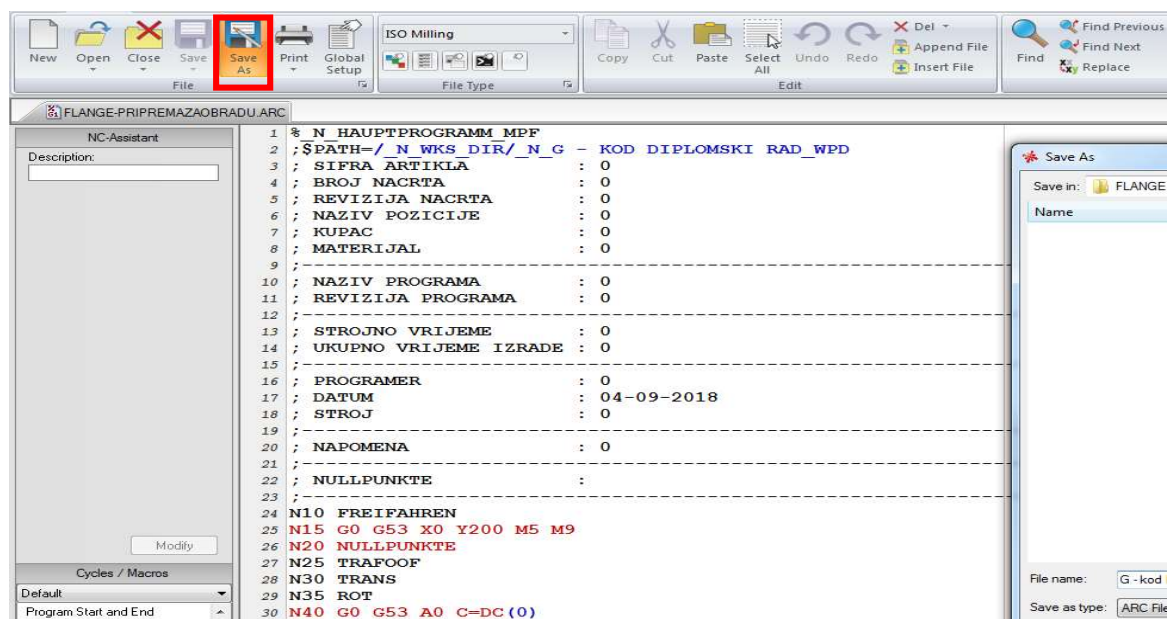 New Open Close Save Save As Print Global Setup
File
ISO Milling
File Type
Copy Cut Paste Select All Undo Redo
Del
Append File
Insert File
Edit
Find
Find Previous
Find Next
Replace
FLANGE-PRIPREMAZAOBRADU.ARC
NC-Assistant
Description:
Modify
Cycles / Macros
Default
Program Start and End
1 %_N_HAUPTPROGRAMM_MPF
2 ;$PATH=/_N_WKS_DIR/_N_G - KOD DIPLOMSKI RAD_WPD
3 ; SIFRA ARTIKLA : 0
4 ; BROJ NACRTA : 0
5 ; REVIZIJA NACRTA : 0
6 ; NAZIV POZICIJE : 0
7 ; KUPAC : 0
8 ; MATERIJAL : 0
9 ;------------------------------------------------------------
10 ; NAZIV PROGRAMA : 0
11 ; REVIZIJA PROGRAMA : 0
12 ;------------------------------------------------------------
13 ; STROJNO VRIJEME : 0
14 ; UKUPNO VRIJEME IZRADE : 0
15 ;------------------------------------------------------------
16 ; PROGRAMER : 0
17 ; DATUM : 04-09-2018
18 ; STROJ : 0
19 ;------------------------------------------------------------
20 ; NAPOMENA : 0
21 ;------------------------------------------------------------
22 ; NULLPUNKTE :
23 ;------------------------------------------------------------
24 N10 FREIFAHREN
25 N15 G0 G53 X0 Y200 M5 M9
26 N20 NULLPUNKTE
27 N25 TRAFOOF
28 N30 TRANS
29 N35 ROT
30 N40 G0 G53 A0 C=DC(0)
Save As
Save in: FLANGE
Name
File name: G - kod
Save as type: ARC File